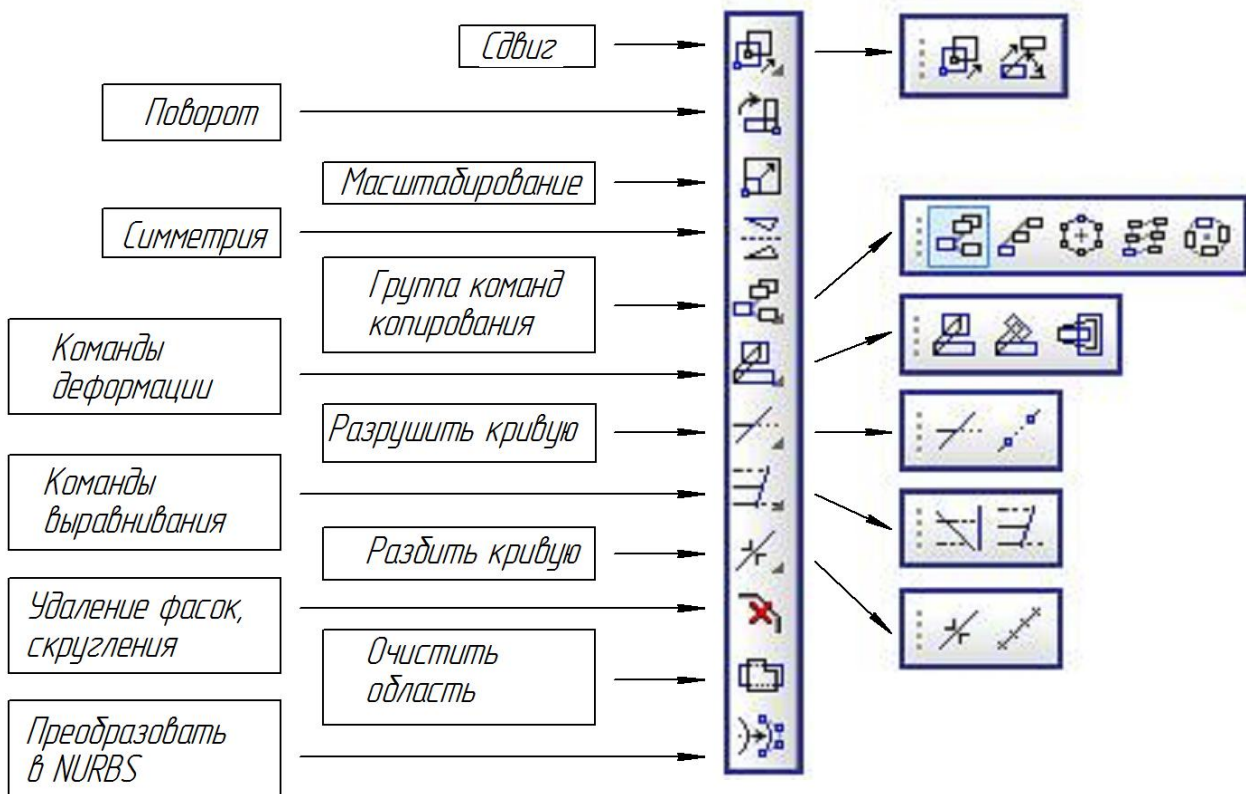 Сдвиг
Поворот
Масштабирование
Симметрия
Группа команд
копирования
Команды
деформации
Разрушить кривую
Команды
выравнивания
Разбить кривую
Удаление фасок,
скругления
Очистить
область
Преобразовать
в NURBS